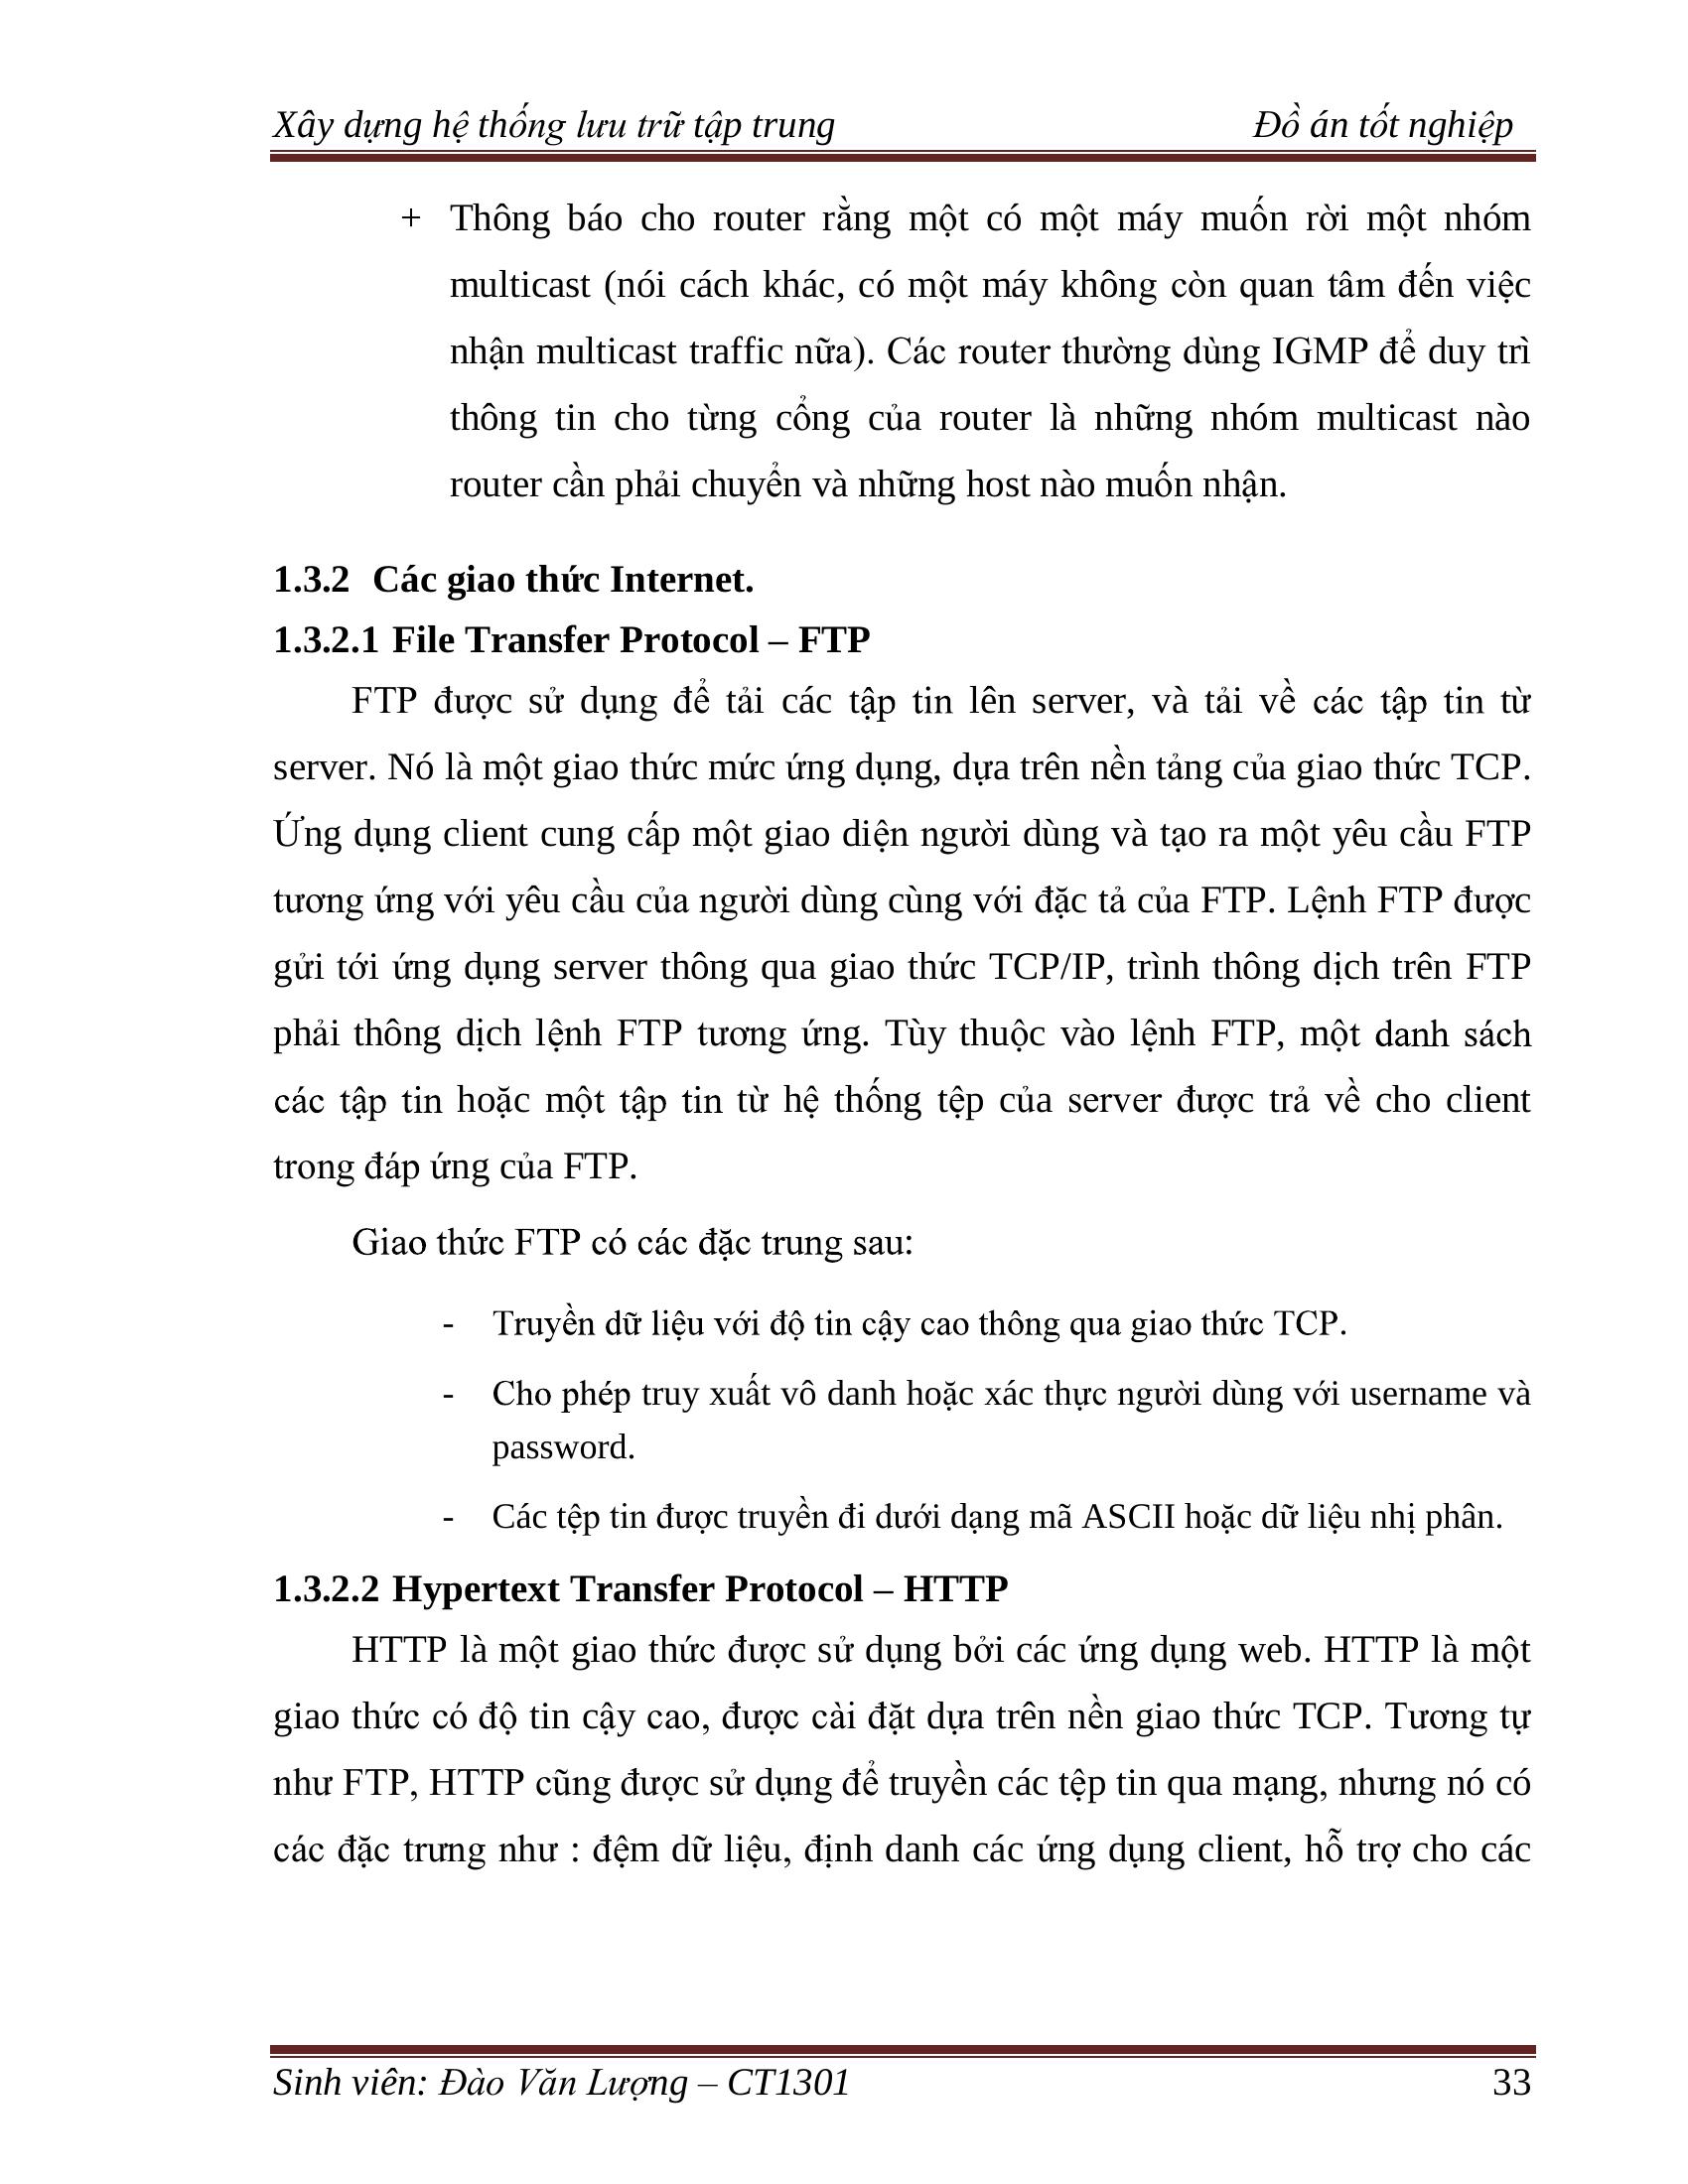 Xây dựng hệ thống lưu trữ tập trung Đồ án tốt nghiệp
+ Thông báo cho router rằng một có một máy muốn rời một nhóm
multicast (nói cách khác, có một máy không còn quan tâm đến việc
nhận multicast traffic nữa). Các router thường dùng IGMP để duy trì
thông tin cho từng cổng của router là những nhóm multicast nào
router cần phải chuyển và những host nào muốn nhận.
1.3.2 Các giao thức Internet.
1.3.2.1 File Transfer Protocol – FTP
FTP được sử dụng để tải các tập tin lên server, và tải về các tập tin từ
server. Nó là một giao thức mức ứng dụng, dựa trên nền tảng của giao thức TCP.
Ứng dụng client cung cấp một giao diện người dùng và tạo ra một yêu cầu FTP
tương ứng với yêu cầu của người dùng cùng với đặc tả của FTP. Lệnh FTP được
gửi tới ứng dụng server thông qua giao thức TCP/IP, trình thông dịch trên FTP
phải thông dịch lệnh FTP tương ứng. Tùy thuộc vào lệnh FTP, một danh sách
các tập tin hoặc một tập tin từ hệ thống tệp của server được trả về cho client
trong đáp ứng của FTP.
Giao thức FTP có các đặc trung sau:
- Truyền dữ liệu với độ tin cậy cao thông qua giao thức TCP.
- Cho phép truy xuất vô danh hoặc xác thực người dùng với username và
password.
- Các tệp tin được truyền đi dưới dạng mã ASCII hoặc dữ liệu nhị phân.
1.3.2.2 Hypertext Transfer Protocol – HTTP
HTTP là một giao thức được sử dụng bởi các ứng dụng web. HTTP là một
giao thức có độ tin cậy cao, được cài đặt dựa trên nền giao thức TCP. Tương tự
như FTP, HTTP cũng được sử dụng để truyền các tệp tin qua mạng, nhưng nó có
các đặc trưng như : đệm dữ liệu, định danh các ứng dụng client, hỗ trợ cho các
Sinh viên: Đào Văn Lượng – CT1301 33